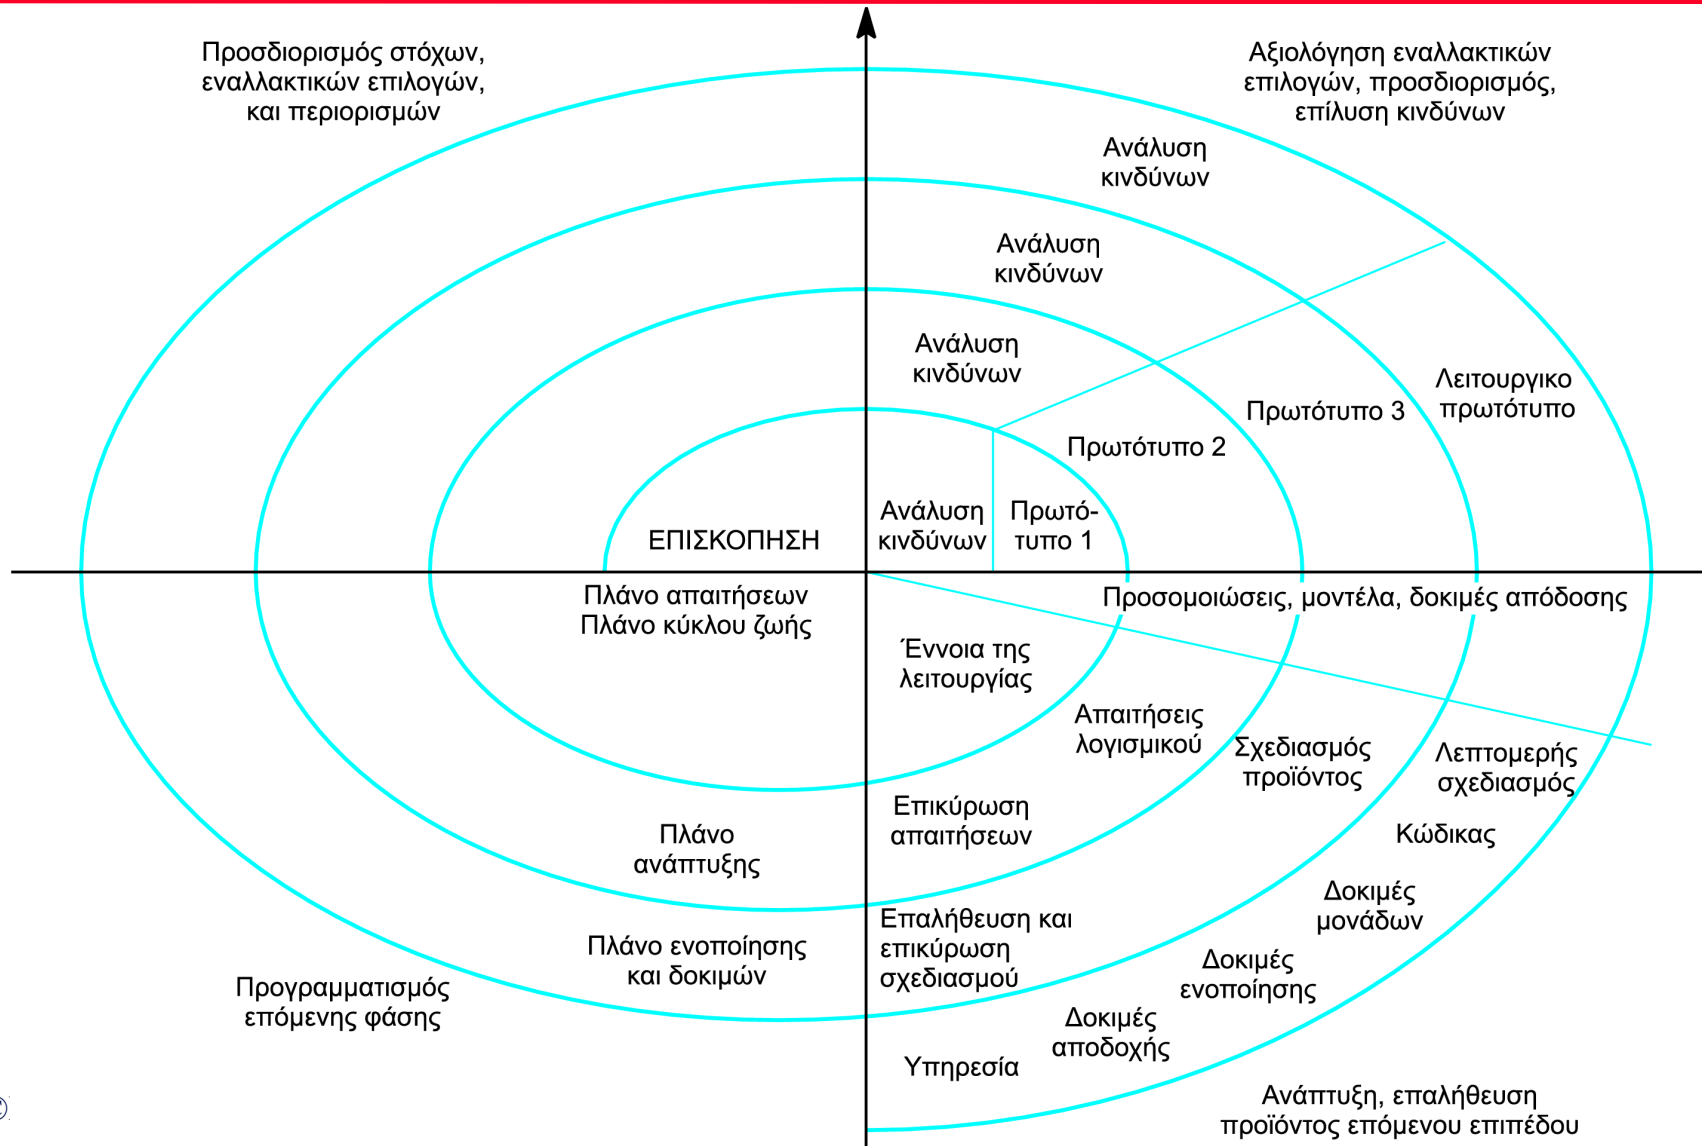 Προσδιορισμός στόχων,
εναλλακτικών επιλογών,
και περιορισμών
Αξιολόγηση εναλλακτικών
επιλογών, προσδιορισμός,
επίλυση κινδύνων
Ανάλυση
κινδύνων
Ανάλυση
κινδύνων
Ανάλυση
κινδύνων
Λειτουργικο
πρωτότυπο
Πρωτότυπο 3
Πρωτότυπο 2
ΕΠΙΣΚΟΠΗΣΗ
Ανάλυση
κινδύνων
Πρωτό-
τυπο 1
Πλάνο απαιτήσεων
Πλάνο κύκλου ζωής
Προσομοιώσεις, μοντέλα, δοκιμές απόδοσης
Έννοια της
λειτουργίας
Απαιτήσεις
λογισμικού
Σχεδιασμός
προϊόντος
Λεπτομερής
σχεδιασμός
Πλάνο
ανάπτυξης
Επικύρωση
απαιτήσεων
Κώδικας
Δοκιμές
μονάδων
Πλάνο ενοποίησης
και δοκιμών
Επαλήθευση και
επικύρωση
σχεδιασμού
Δοκιμές
ενοποίησης
Προγραμματισμός
επόμενης φάσης
Δοκιμές
αποδοχής
Υπηρεσία
Ανάπτυξη, επαλήθευση
προϊόντος επόμενου επιπέδου
©